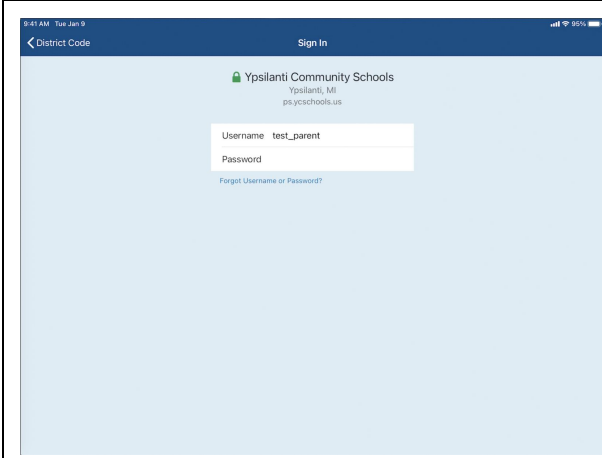 9:41 AM Tue Jan 9 95%
District Code Sign In
Ypsilanti Community Schools
Ypsilanti, MI
ps.ycschools.us
Username test_parent
Password
Forgot Username or Password?